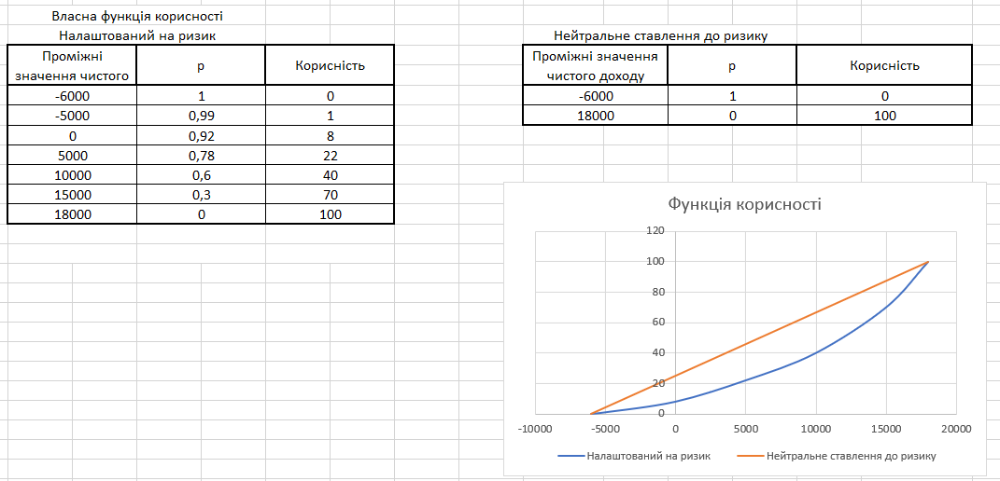 Власна функція корисності
Налаштований на ризик
Проміжні значення чистого p Корисність
-6000 1 0
-5000 0,99 1
0 0,92 8
5000 0,78 22
10000 0,6 40
15000 0,3 70
18000 0 100
Нейтральне ставлення до ризику
Проміжні значення чистого доходу p Корисність
-6000 1 0
18000 0 100
Функція корисності
120
100
80
60
40
20
0
-10000 -5000 0 5000 10000 15000 20000
Налаштований на ризик Нейтральне ставлення до ризику